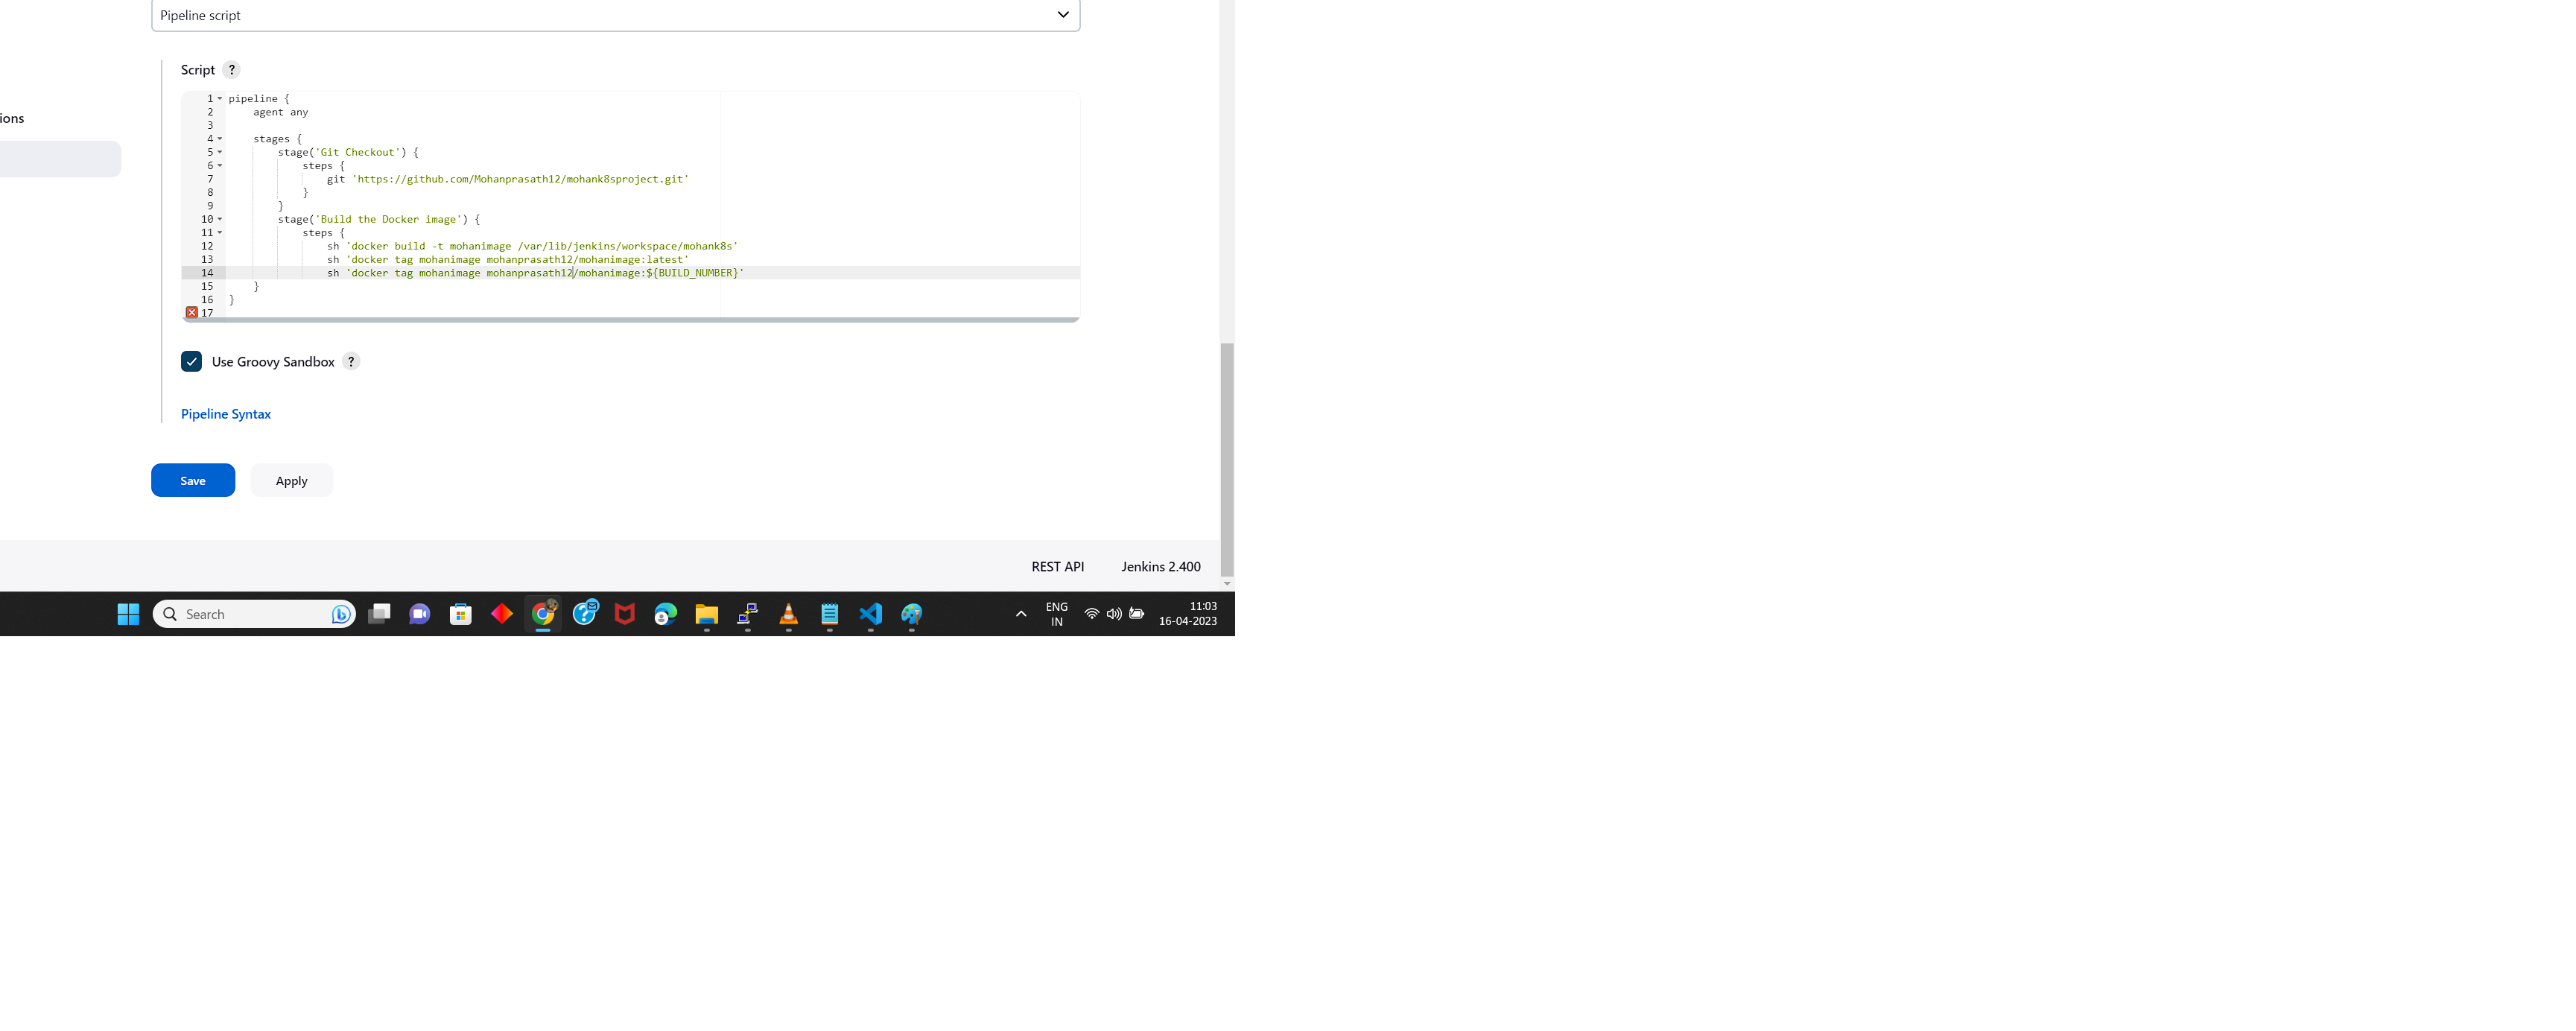 Pipeline script
Script ?
ions
1 pipeline {
2 agent any
3
4 stages {
5 stage('Git Checkout') {
6 steps {
7 git 'https://github.com/Mohanprasath12/mohank8sproject.git'
8 }
9 }
10 stage('Build the Docker image') {
11 steps {
12 sh 'docker build -t mohanimage /var/lib/jenkins/workspace/mohank8s'
13 sh 'docker tag mohanimage mohanprasath12/mohanimage:latest'
14 sh 'docker tag mohanimage mohanprasath12/mohanimage:${BUILD_NUMBER}'
15 }
16 }
17
Use Groovy Sandbox ?
Pipeline Syntax
Save Apply
REST API Jenkins 2.400
Search
ENG
IN
11:03
16-04-2023